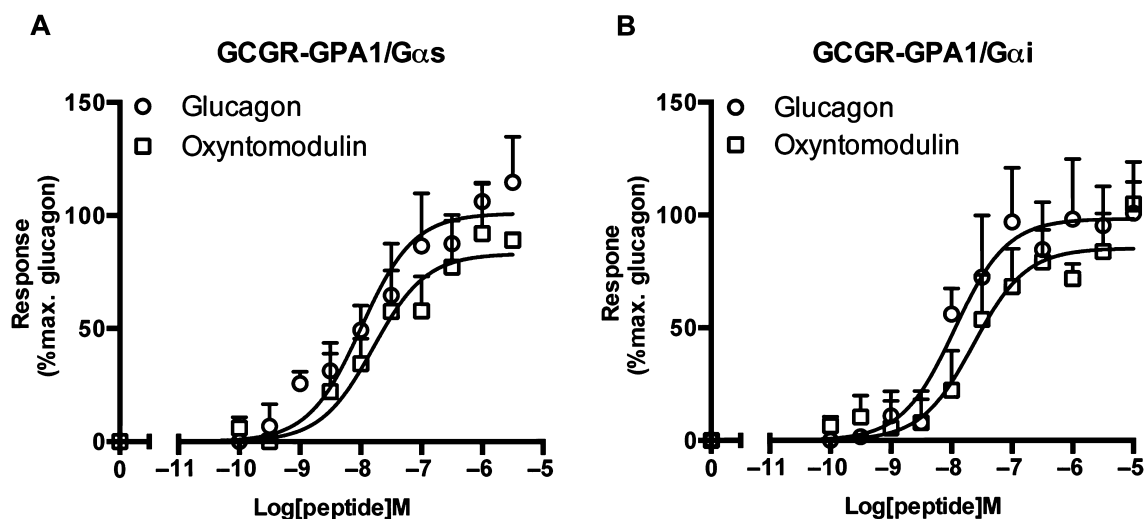 A
GCGR-GPA1/Gαs
150
100
50
0
Response
(%max. glucagon)
Glucagon
Oxyntomodulin
0 –11 –10 –9 –8 –7 –6 –5
Log[peptide]M
B
GCGR-GPA1/Gαi
150
100
50
0
Respone
(%max. glucagon)
Glucagon
Oxyntomodulin
0 –11 –10 –9 –8 –7 –6 –5
Log[peptide]M